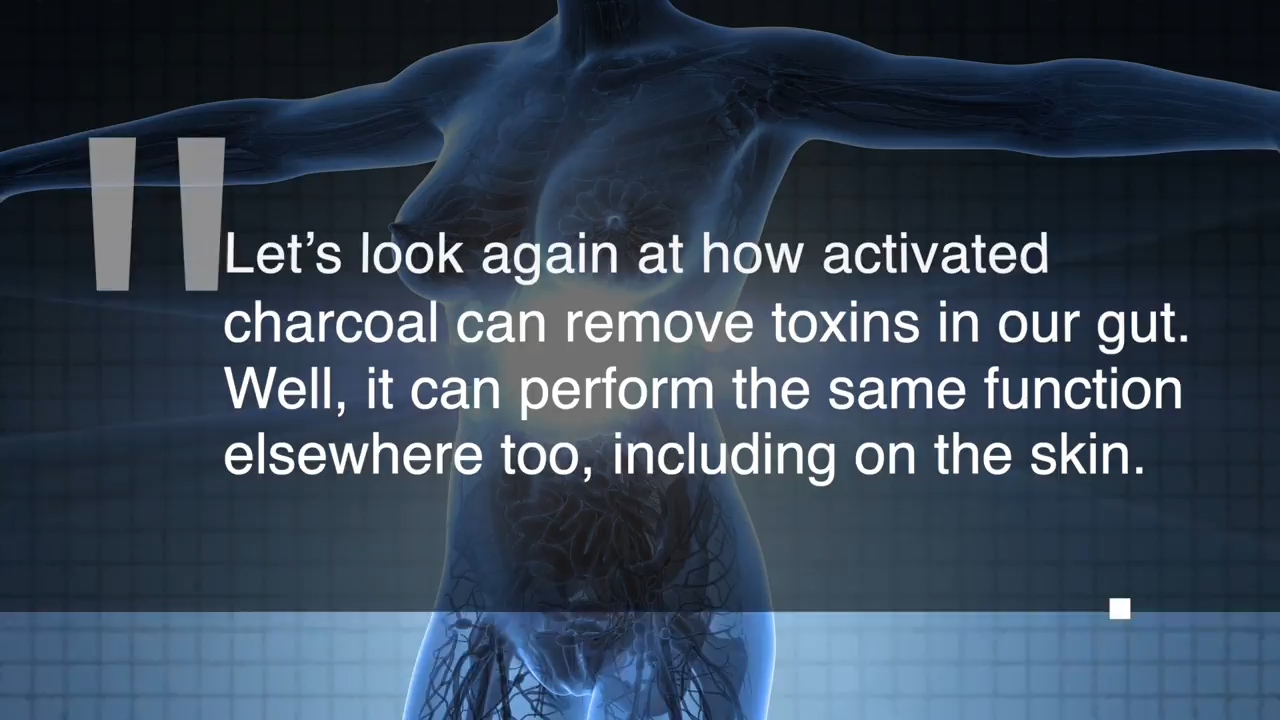 "Let’s look again at how activated
charcoal can remove toxins in our gut.
Well, it can perform the same function
elsewhere too, including on the skin.